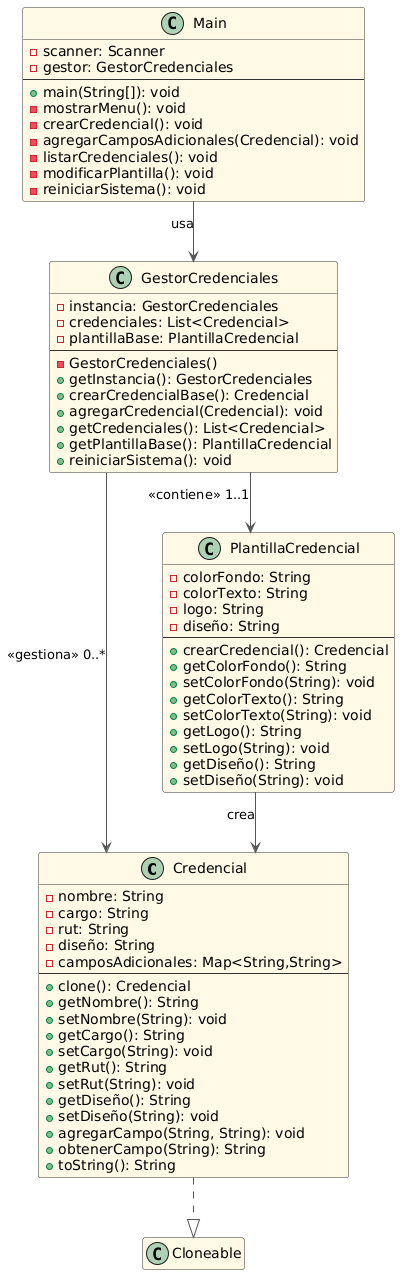 C Main
scanner: Scanner
gestor: GestorCredenciales
main(String[]): void
mostrarMenu(): void
crearCredencial(): void
agregarCamposAdicionales(Credencial): void
listarCredenciales(): void
modificarPlantilla(): void
reiniciarSistema(): void
usa
C GestorCredenciales
instancia: GestorCredenciales
credenciales: List<Credencial>
plantillaBase: PlantillaCredencial
GestorCredenciales()
getInstancia(): GestorCredenciales
crearCredencialBase(): Credencial
agregarCredencial(Credencial): void
getCredenciales(): List<Credencial>
getPlantillaBase(): PlantillaCredencial
reiniciarSistema(): void
«contiene» 1..1
C PlantillaCredencial
colorFondo: String
colorTexto: String
logo: String
diseño: String
crearCredencial(): Credencial
getColorFondo(): String
setColorFondo(String): void
getColorTexto(): String
setColorTexto(String): void
getLogo(): String
setLogo(String): void
getDiseño(): String
setDiseño(String): void
«gestiona» 0..*
crea
C Credencial
nombre: String
cargo: String
rut: String
diseño: String
camposAdicionales: Map<String,String>
clone(): Credencial
getNombre(): String
setNombre(String): void
getCargo(): String
setCargo(String): void
getRut(): String
setRut(String): void
getDiseño(): String
setDiseño(String): void
agregarCampo(String, String): void
obtenerCampo(String): String
toString(): String
C Cloneable